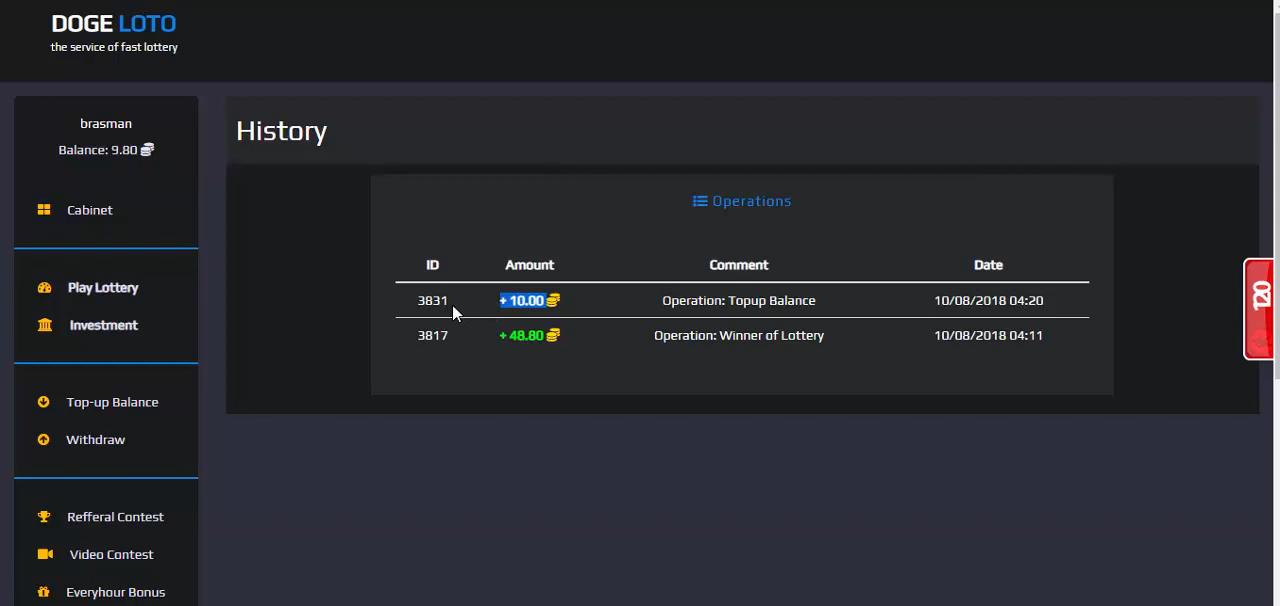 DOGE LOTO
the service of fast lottery
brasman
Balance: 9.80
Cabinet
Play Lottery
Investment
Top-up Balance
Withdraw
Refferal Contest
Video Contest
Everyhour Bonus
History
Operations
ID Amount Comment Date
3831 + 10.00 Operation: Topup Balance 10/08/2018 04:20
3817 + 48.80 Operation: Winner of Lottery 10/08/2018 04:11
120